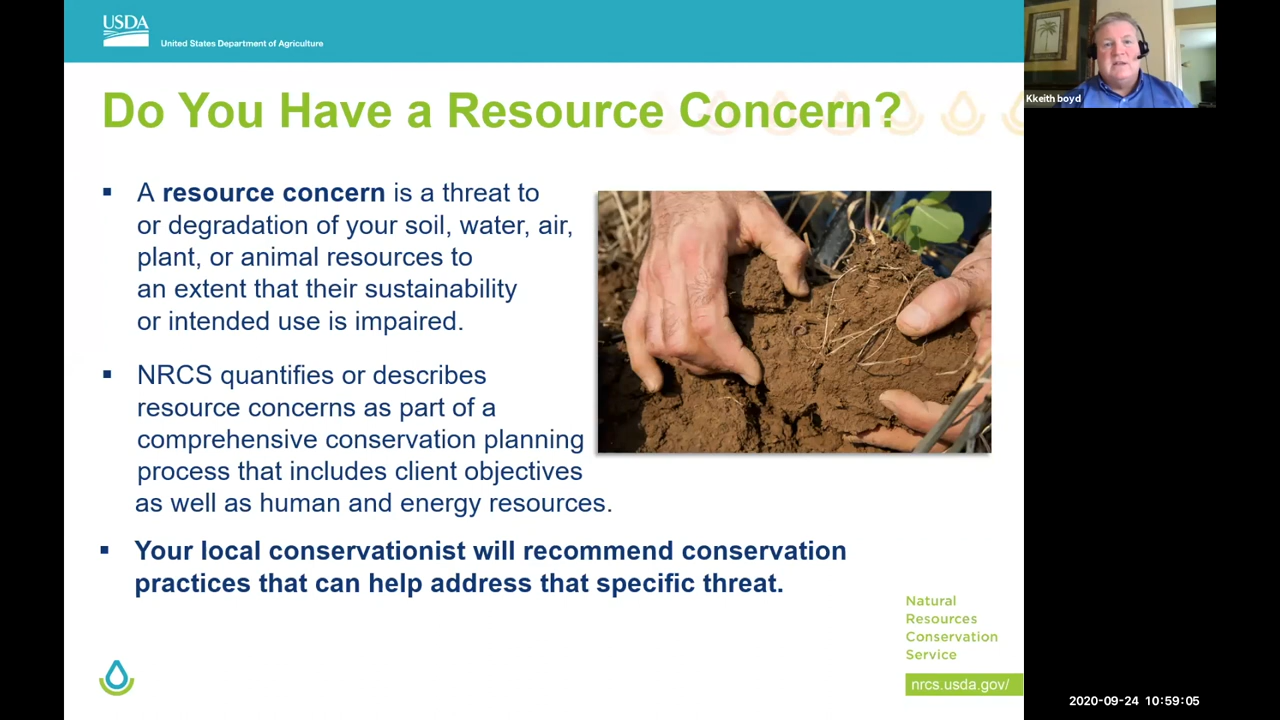 USDA
United States Department of Agriculture
Do You Have a Resource Concern?
▪ A resource concern is a threat to
or degradation of your soil, water, air,
plant, or animal resources to
an extent that their sustainability
or intended use is impaired.
▪ NRCS quantifies or describes
resource concerns as part of a
comprehensive conservation planning
process that includes client objectives
as well as human and energy resources.
▪ Your local conservationist will recommend conservation
practices that can help address that specific threat.
Natural
Resources
Conservation
Service
nrcs.usda.gov/
Kkeith boyd
2020-09-24 10:59:05